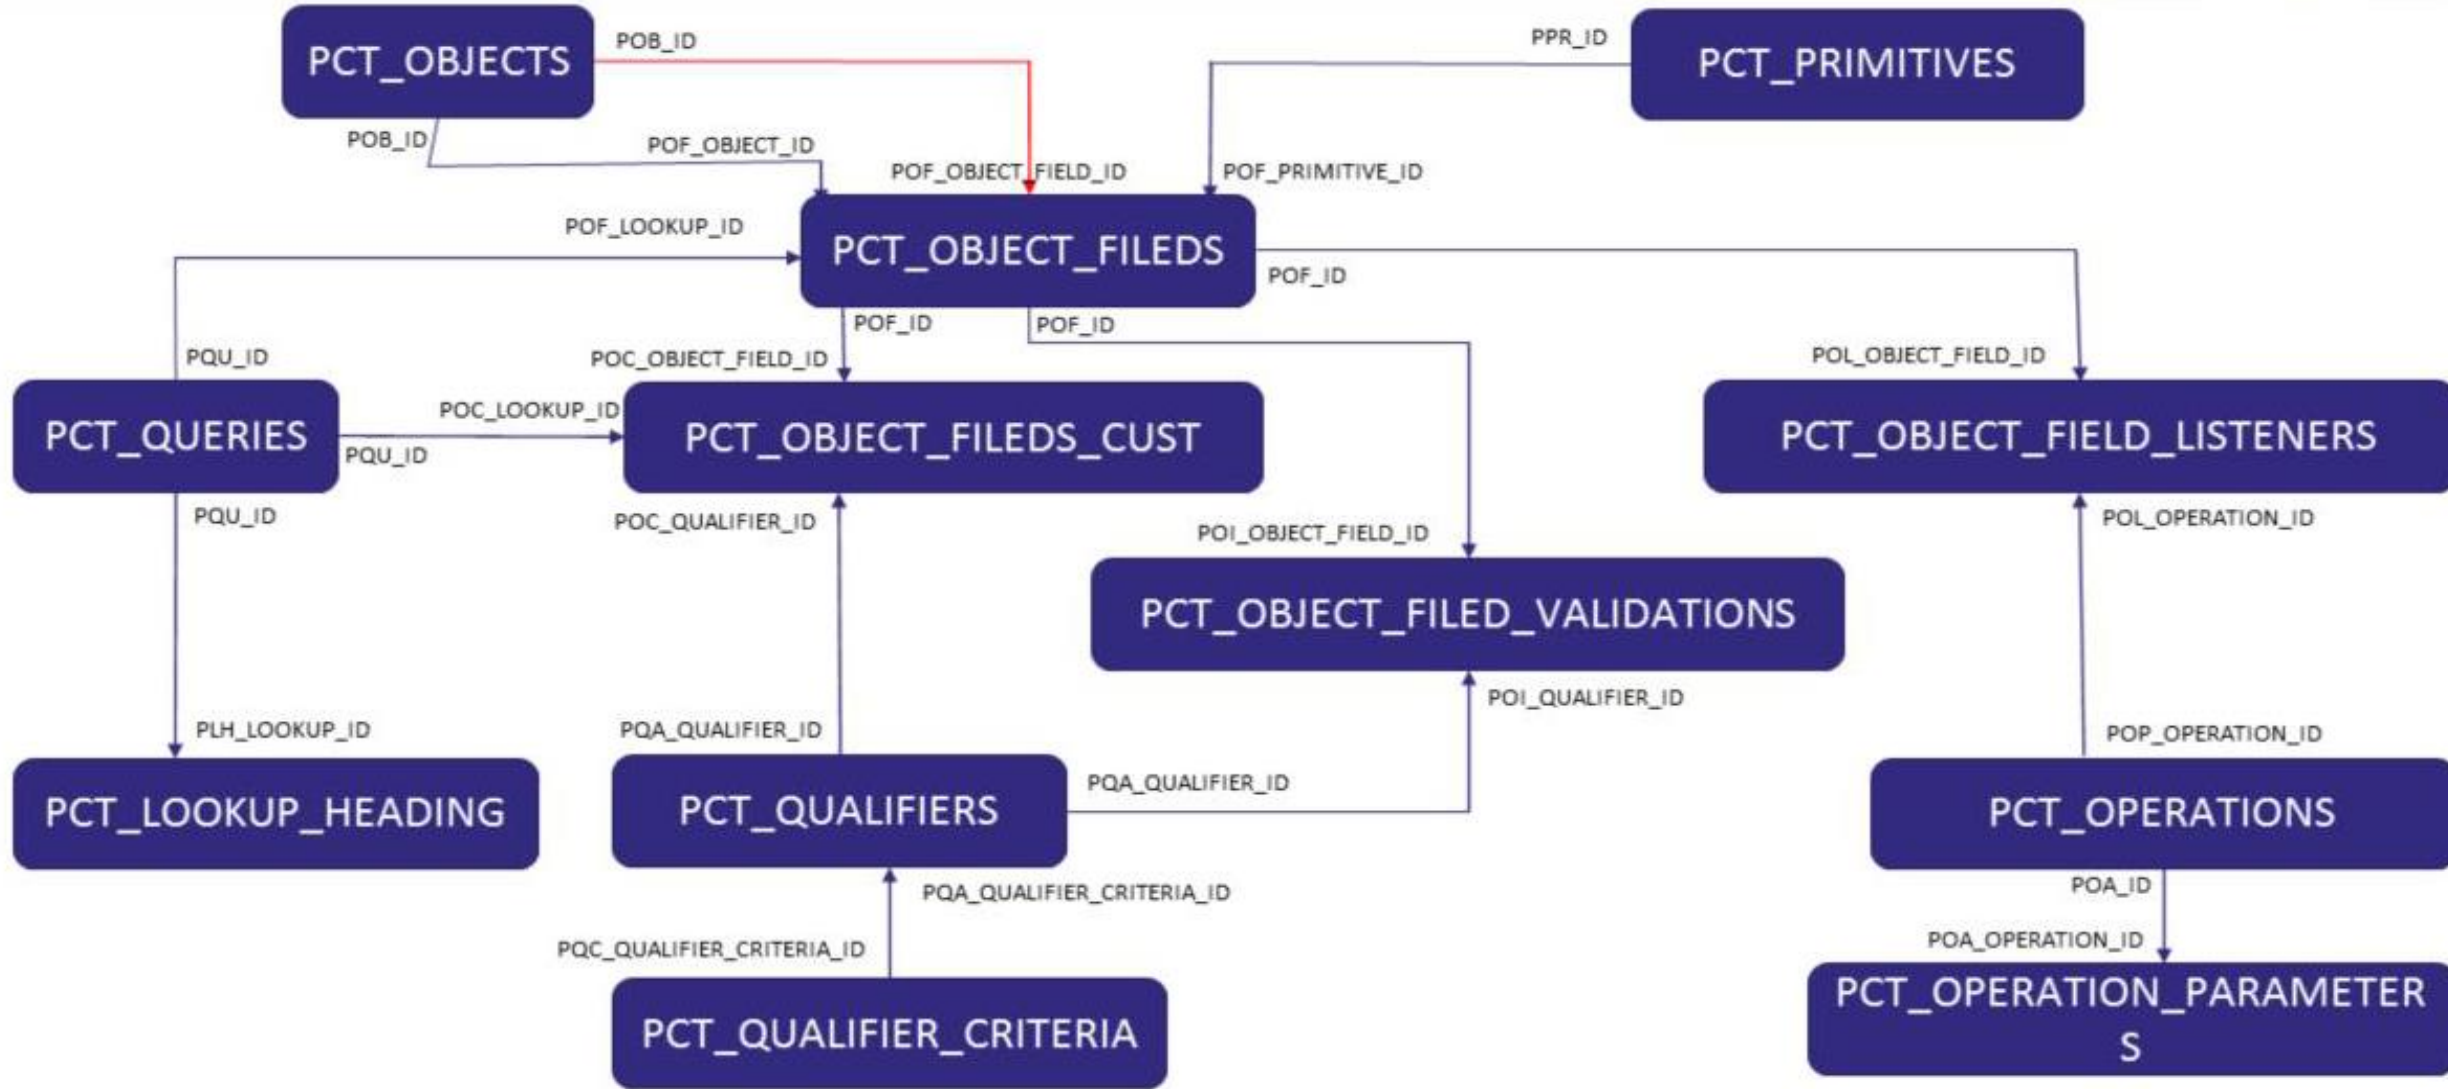 PCT_OBJECTS
POB_ID
PPR_ID
PCT_PRIMITIVES
POB_ID
POF_OBJECT_ID
POF_OBJECT_FIELD_ID
POF_PRIMITIVE_ID
POF_LOOKUP_ID
PCT_OBJECT_FILEDS
POF_ID
POF_ID
POF_ID
PQU_ID
POC_OBJECT_FIELD_ID
POL_OBJECT_FIELD_ID
PCT_QUERIES
POC_LOOKUP_ID
PQU_ID
PCT_OBJECT_FILEDS_CUST
PCT_OBJECT_FIELD_LISTENERS
PQU_ID
POC_QUALIFIER_ID
POI_OBJECT_FIELD_ID
POL_OPERATION_ID
PCT_OBJECT_FILED_VALIDATIONS
POI_QUALIFIER_ID
PLH_LOOKUP_ID
PQA_QUALIFIER_ID
POP_OPERATION_ID
PCT_LOOKUP_HEADING
PCT_QUALIFIERS
PQA_QUALIFIER_ID
PCT_OPERATIONS
PQA_QUALIFIER_CRITERIA_ID
POA_ID
PQC_QUALIFIER_CRITERIA_ID
POA_OPERATION_ID
PCT_QUALIFIER_CRITERIA
PCT_OPERATION_PARAMETER
S